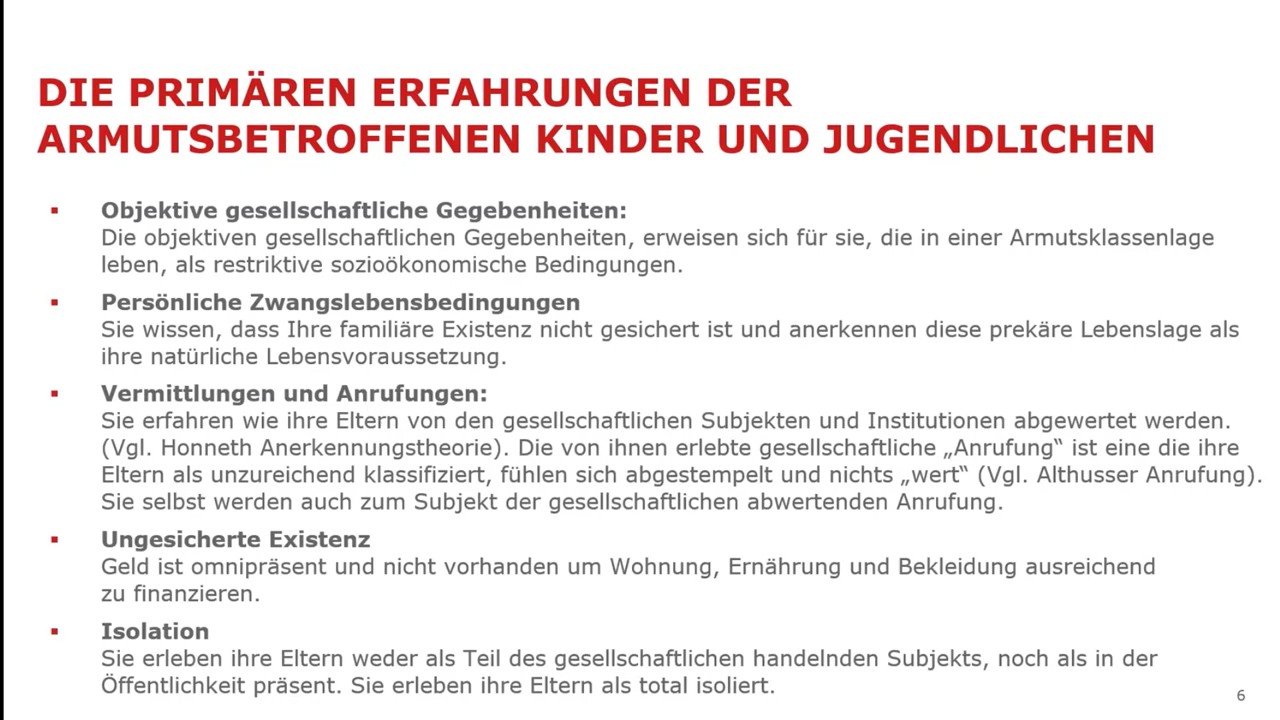 DIE PRIMÄREN ERFAHRUNGEN DER
ARMUTSBETROFFENEN KINDER UND JUGENDLICHEN
▪ Objektive gesellschaftliche Gegebenheiten:
Die objektiven gesellschaftlichen Gegebenheiten, erweisen sich für sie, die in einer Armutsklassenlage
leben, als restriktive sozioökonomische Bedingungen.
▪ Persönliche Zwangslebensbedingungen
Sie wissen, dass Ihre familiäre Existenz nicht gesichert ist und anerkennen diese prekäre Lebenslage als
ihre natürliche Lebensvoraussetzung.
▪ Vermittlungen und Anrufungen:
Sie erfahren wie ihre Eltern von den gesellschaftlichen Subjekten und Institutionen abgewertet werden.
(Vgl. Honneth Anerkennungstheorie). Die von ihnen erlebte gesellschaftliche „Anrufung“ ist eine die ihre
Eltern als unzureichend klassifiziert, fühlen sich abgestempelt und nichts „wert“ (Vgl. Althusser Anrufung).
Sie selbst werden auch zum Subjekt der gesellschaftlichen abwertenden Anrufung.
▪ Ungesicherte Existenz
Geld ist omnipräsent und nicht vorhanden um Wohnung, Ernährung und Bekleidung ausreichend
zu finanzieren.
▪ Isolation
Sie erleben ihre Eltern weder als Teil des gesellschaftlichen handelnden Subjekts, noch als in der
Öffentlichkeit präsent. Sie erleben ihre Eltern als total isoliert.
6